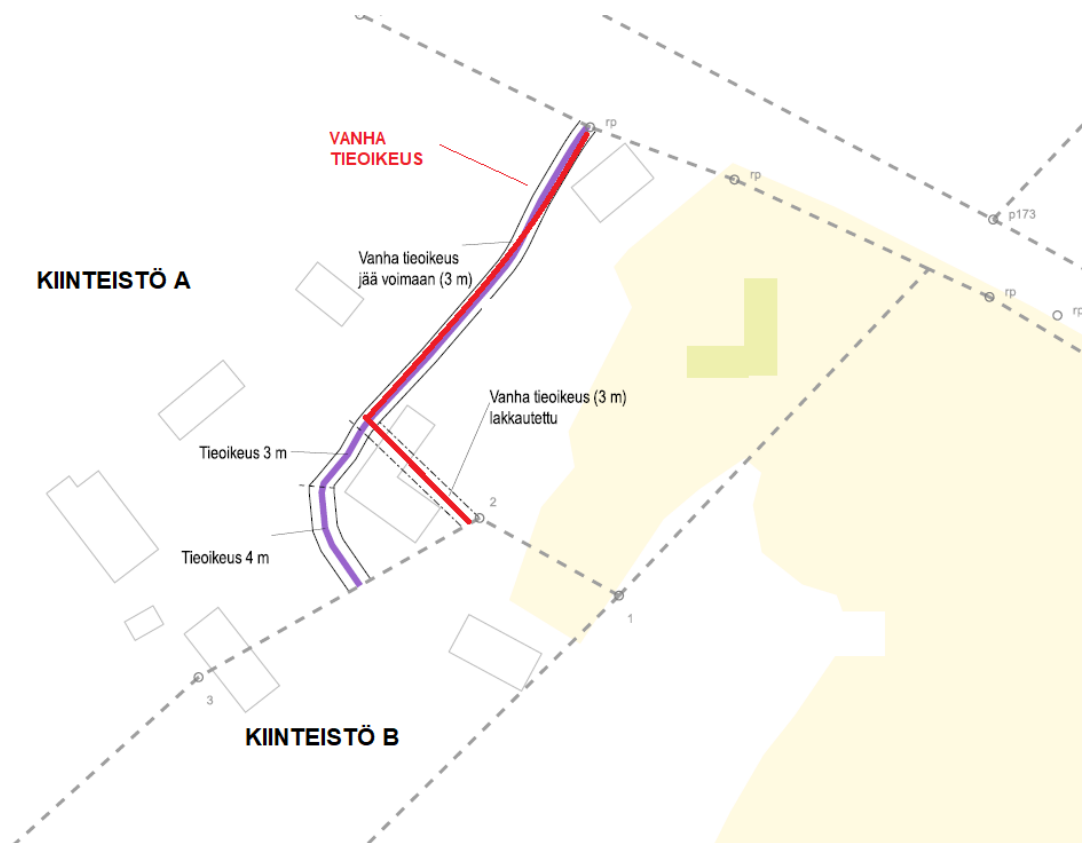 rp
VANHA
TIEOIKEUS
rp
p173
Vanha tieoikeus
jää voimaan (3 m)
KIINTEISTÖ A
rp
rp
Vanha tieoikeus (3 m)
lakkautettu
Tieoikeus 3 m
2
Tieoikeus 4 m
1
3
KIINTEISTÖ B